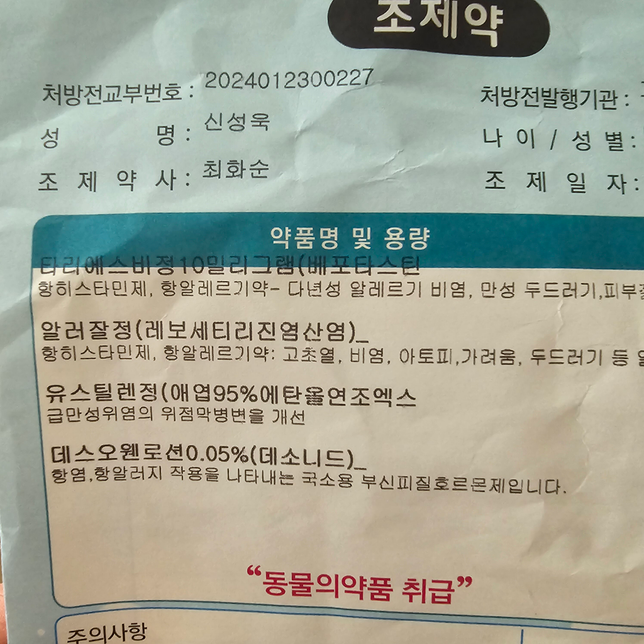 조제약
처방전교부번호 : 2024012300227
처방전발행기관 :
성 명 : 신성욱
나 이 / 성 별 :
조 제 약 사 : 최화순
조 제 일 자 :
약품명 및 용량
타리에스비정10밀리그램(베포타스틴
항히스타민제, 항알레르기약- 다년성 알레르기 비염, 만성 두드러기,피부질
알러잘정(레보세티리진염산염)_
항히스타민제, 항알레르기약: 고초열, 비염, 아토피,가려움, 두드러기 등 알
유스틸렌정(애엽95%에탄올연조엑스
급만성위염의 위점막병변을 개선
데스오웬로션0.05%(데소니드)_
항염,항알러지 작용을 나타내는 국소용 부신피질호르몬제입니다.
“동물의약품 취급”
주의사항